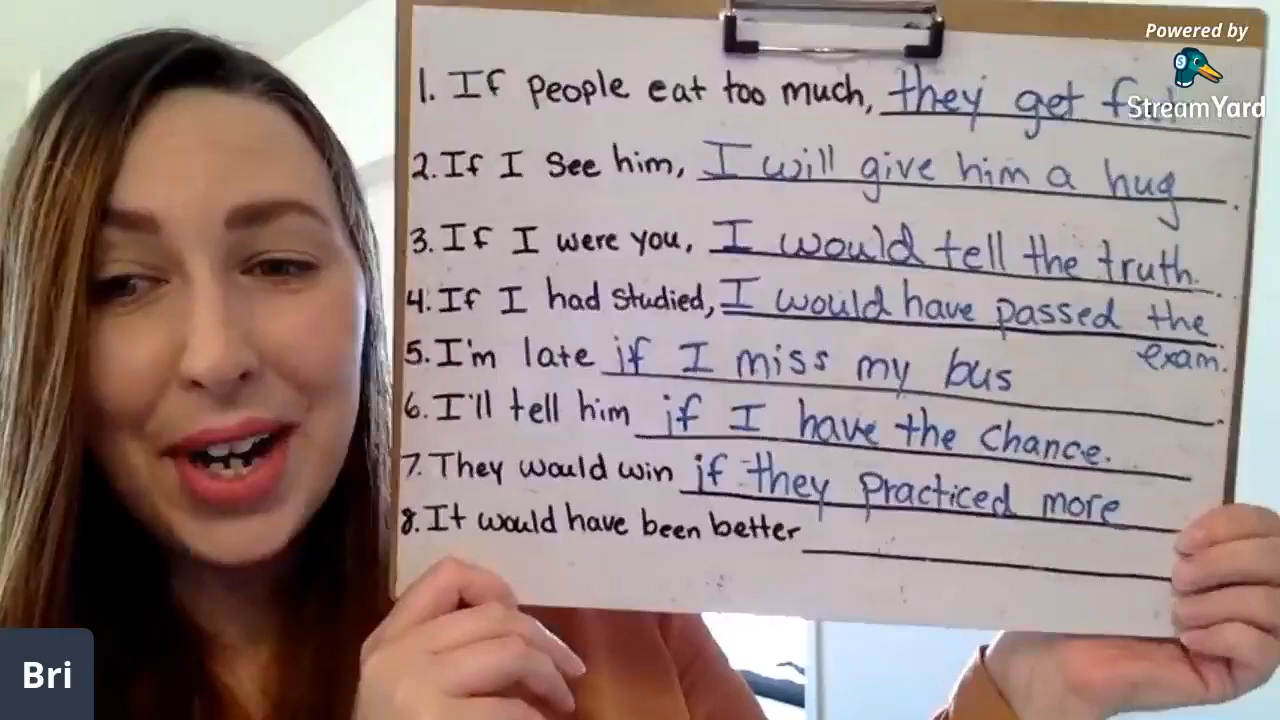 Powered by
StreamYard
1. If people eat too much, they get
2. If I see him, I will give him a hug.
3. If I were you, I would tell the truth.
4. If I had studied, I would have passed the
exam.
5. I'm late if I miss my bus.
6. I'll tell him if I have the chance.
7. They would win if they practiced more
8. It would have been better
Bri